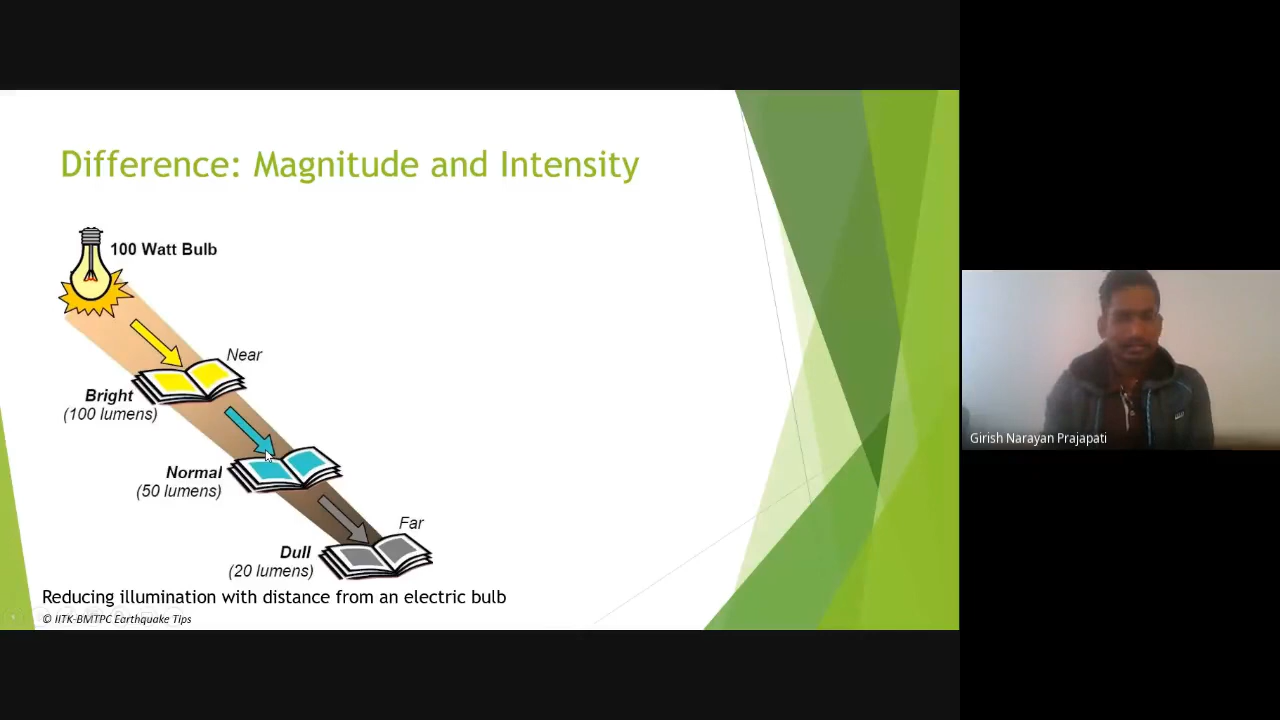 Difference: Magnitude and Intensity
100 Watt Bulb
Near
Bright
(100 lumens)
Normal
(50 lumens)
Far
Dull
(20 lumens)
Reducing illumination with distance from an electric bulb
© IITK-BMTPC Earthquake Tips
Girish Narayan Prajapati